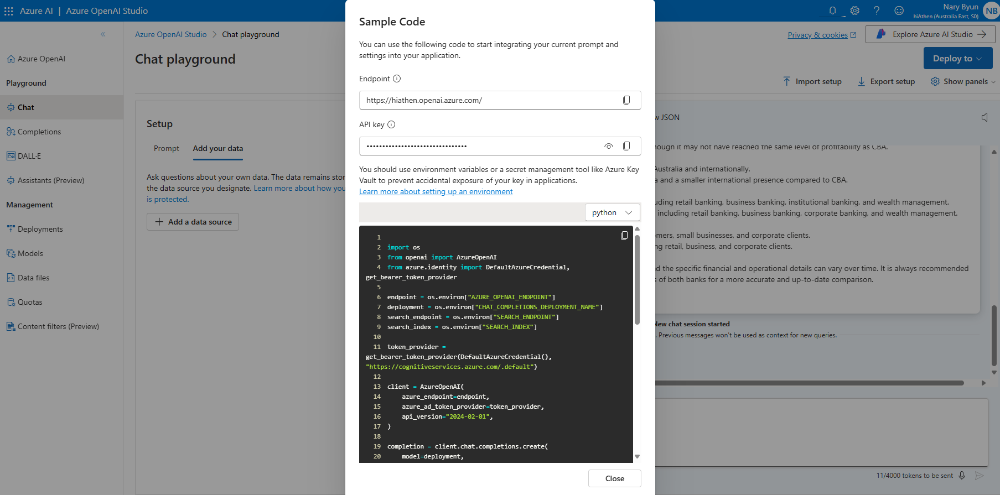 Azure AI | Azure OpenAI Studio
Nary Byun
hiAthen (Australia East, S0)
NB
Azure OpenAI
Playground
Chat
Completions
DALL·E
Assistants (Preview)
Management
Deployments
Models
Data files
Quotas
Content filters (Preview)
Azure OpenAI Studio > Chat playground
Privacy & cookies
Explore Azure AI Studio
Chat playground
Deploy to
Import setup
Export setup
Show panels
Setup
Prompt
Add your data
Ask questions about your own data. The data remains stor
the data source you designate. Learn more about how you
is protected.
Add a data source
Sample Code
You can use the following code to start integrating your current prompt and
settings into your application.
Endpoint
https://hiathen.openai.azure.com/
API key
••••••••••••••••••••••••••••••••
You should use environment variables or a secret management tool like Azure Key
Vault to prevent accidental exposure of your key in applications.
Learn more about setting up an environment
python
1
2 import os
3 from openai import AzureOpenAI
4 from azure.identity import DefaultAzureCredential,
get_bearer_token_provider
5
6 endpoint = os.environ["AZURE_OPENAI_ENDPOINT"]
7 deployment = os.environ["CHAT_COMPLETIONS_DEPLOYMENT_NAME"]
8 search_endpoint = os.environ["SEARCH_ENDPOINT"]
9 search_index = os.environ["SEARCH_INDEX"]
10
11 token_provider =
get_bearer_token_provider(DefaultAzureCredential(),
"https://cognitiveservices.azure.com/.default")
12
13 client = AzureOpenAI(
14 azure_endpoint=endpoint,
15 azure_ad_token_provider=token_provider,
16 api_version="2024-02-01",
17 )
18
19 completion = client.chat.completions.create(
20 model=deployment,
Close
w JSON
ough it may not have reached the same level of profitability as CBA.
Australia and internationally.
a and a smaller international presence compared to CBA.
uding retail banking, business banking, institutional banking, and wealth management.
including retail banking, business banking, corporate banking, and wealth management.
mers, small businesses, and corporate clients.
ng retail, business, and corporate clients.
d the specific financial and operational details can vary over time. It is always recommended
s of both banks for a more accurate and up-to-date comparison.
New chat session started
. Previous messages won't be used as context for new queries.
11/4000 tokens to be sent